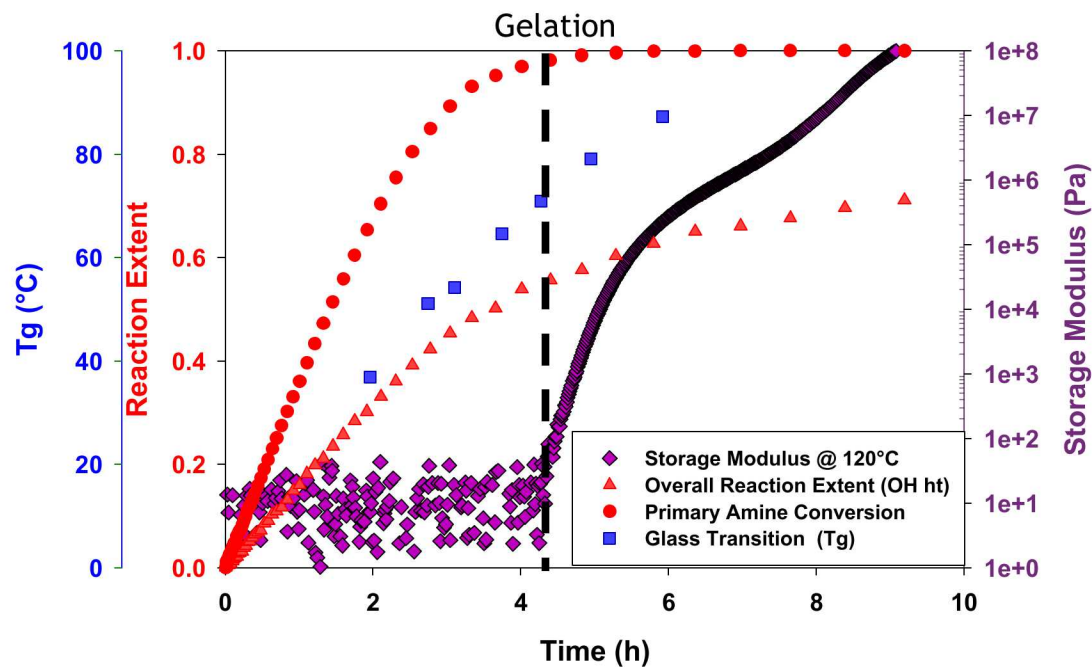 Gelation
100
80
60
40
20
0
Tg (°C)
1.0
0.8
0.6
0.4
0.2
0.0
Reaction Extent
1e+8
1e+7
1e+6
1e+5
1e+4
1e+3
1e+2
1e+1
1e+0
Storage Modulus (Pa)
Storage Modulus @ 120°C
Overall Reaction Extent (OH ht)
Primary Amine Conversion
Glass Transition (Tg)
0 2 4 6 8 10
Time (h)